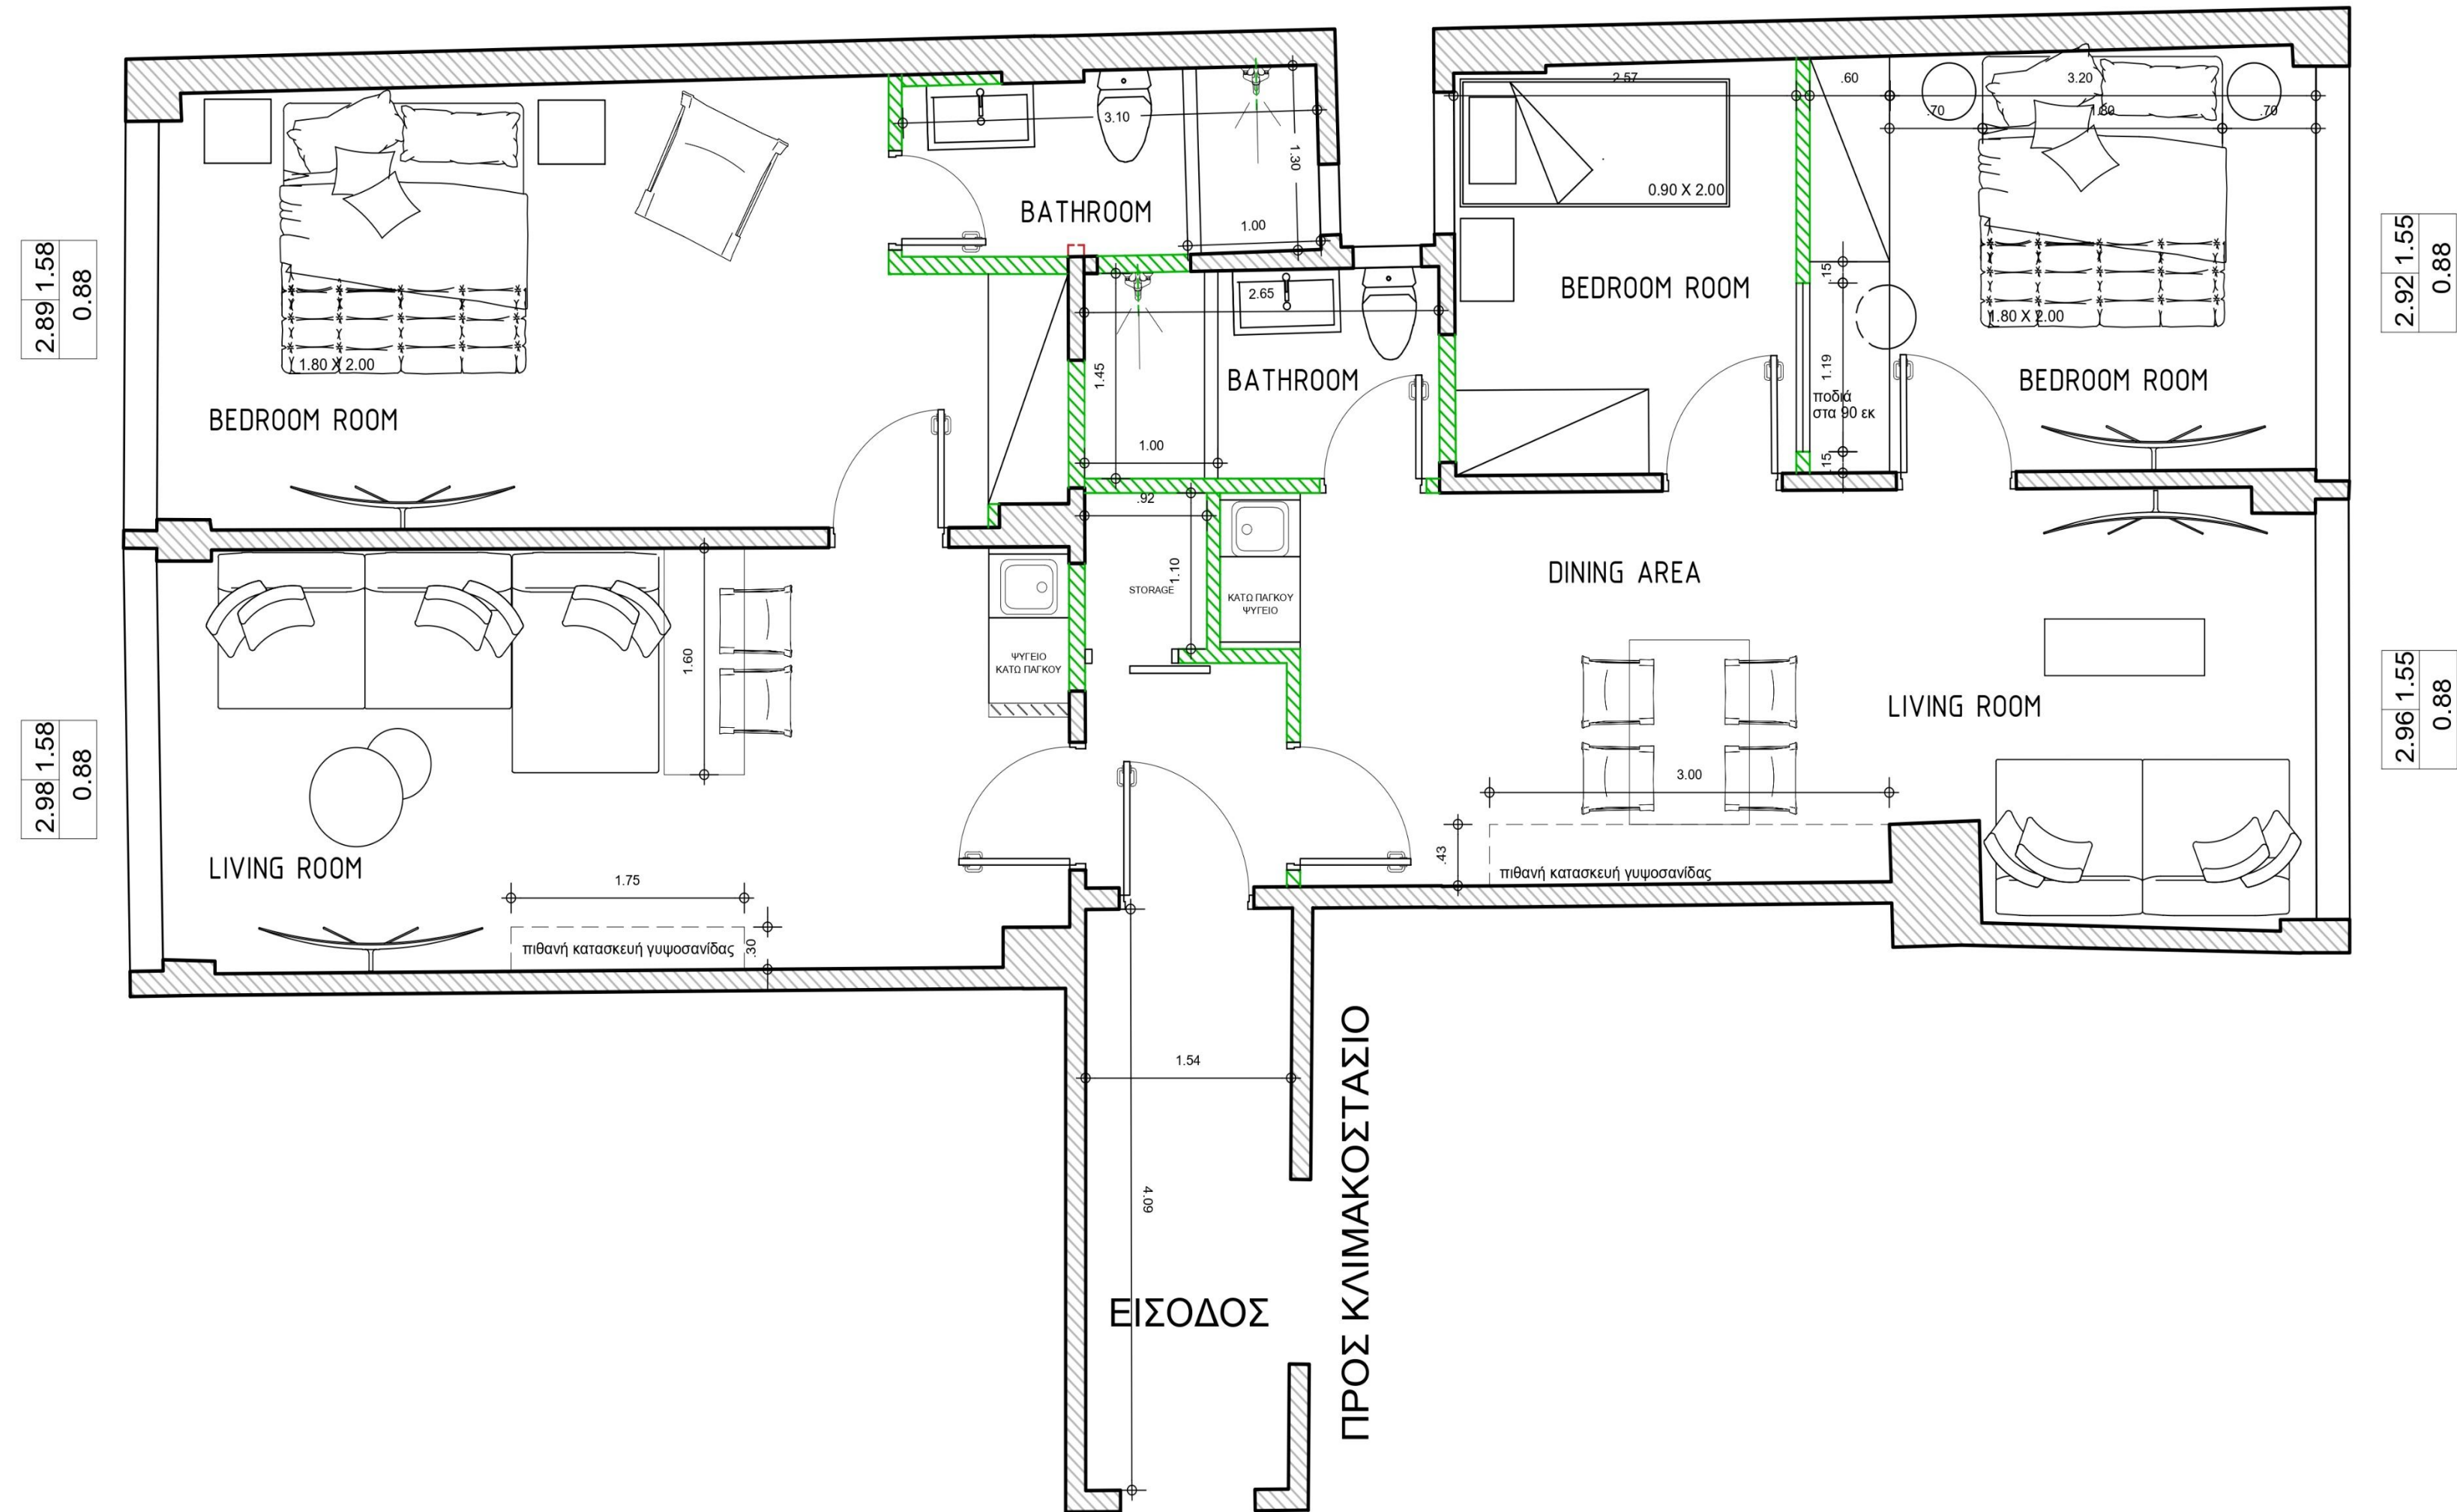 2.57
.60
3.20
.70
1.80
.70
3.10
1.30
0.90 X 2.00
BATHROOM
1.00
2.89 1.58
0.88
2.92 1.55
0.88
BEDROOM ROOM
.15
2.65
1.80 X 2.00
1.80 X 2.00
1.45
BATHROOM
1.19
BEDROOM ROOM
ποδιά
στα 90 εκ
BEDROOM ROOM
1.00
.15
.92
1.10
STORAGE
ΚΑΤΩ ΠΑΓΚΟΥ
ΨΥΓΕΙΟ
DINING AREA
1.60
ΨΥΓΕΙΟ
ΚΑΤΩ ΠΑΓΚΟΥ
LIVING ROOM
2.98 1.58
0.88
2.96 1.55
0.88
3.00
.43
πιθανή κατασκευή γυψοσανίδας
LIVING ROOM
1.75
πιθανή κατασκευή γυψοσανίδας
.30
1.54
4.09
ΕΙΣΟΔΟΣ
ΠΡΟΣ ΚΛΙΜΑΚΟΣΤΑΣΙΟ